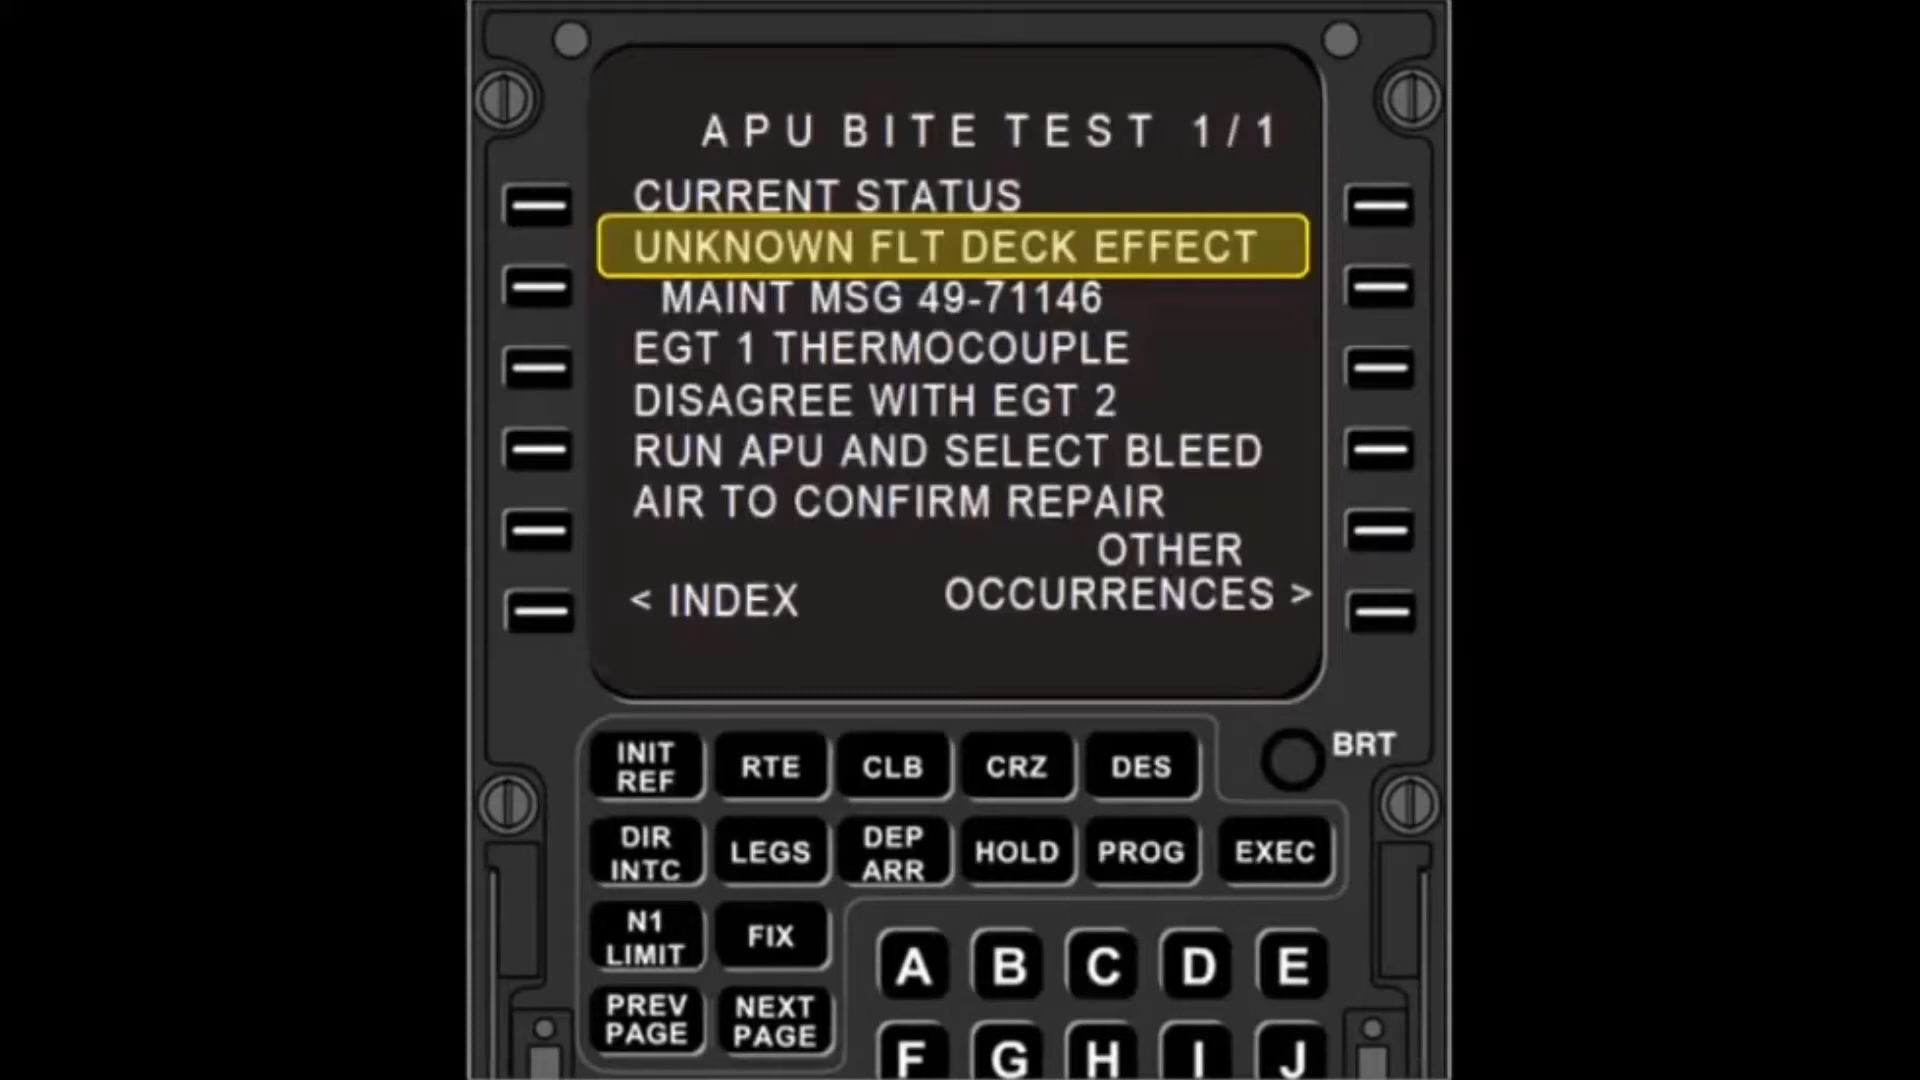 APU BITE TEST 1/1
CURRENT STATUS
UNKNOWN FLT DECK EFFECT
MAINT MSG 49-71146
EGT 1 THERMOCOUPLE
DISAGREE WITH EGT 2
RUN APU AND SELECT BLEED
AIR TO CONFIRM REPAIR
OTHER
< INDEX OCCURRENCES >
BRT
INIT REF RTE CLB CRZ DES
DIR INTC LEGS DEP ARR HOLD PROG EXEC
N1 LIMIT FIX
A B C D E
PREV PAGE NEXT PAGE
F G H I J